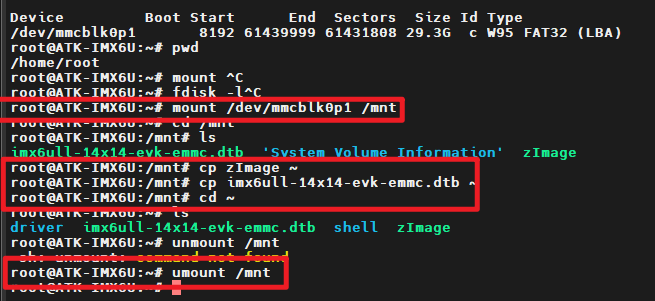 Device Boot Start End Sectors Size Id Type
/dev/mmcblk0p1 8192 61439999 61431808 29.3G c W95 FAT32 (LBA)
root@ATK-IMX6U:~# pwd
/home/root
root@ATK-IMX6U:~# mount ^C
root@ATK-IMX6U:~# fdisk -l^C
root@ATK-IMX6U:~# mount /dev/mmcblk0p1 /mnt
root@ATK-IMX6U:~# cd /mnt
root@ATK-IMX6U:/mnt# ls
imx6ull-14x14-evk-emmc.dtb 'System Volume Information' zImage
root@ATK-IMX6U:/mnt# cp zImage ~
root@ATK-IMX6U:/mnt# cp imx6ull-14x14-evk-emmc.dtb ~
root@ATK-IMX6U:/mnt# cd ~
root@ATK-IMX6U:~# ls
driver imx6ull-14x14-evk-emmc.dtb shell zImage
root@ATK-IMX6U:~# unmount /mnt
-sh: unmount: command not found
root@ATK-IMX6U:~# umount /mnt
root@ATK-IMX6U:~#